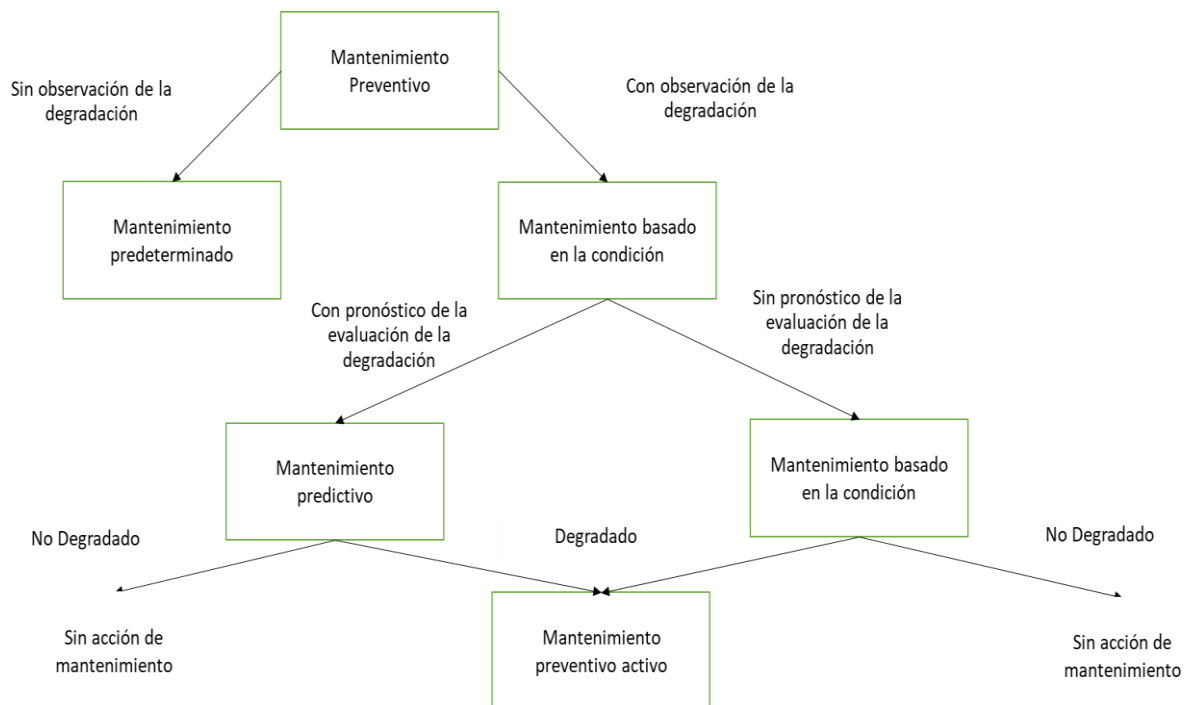 Mantenimiento
Preventivo
Sin observación de la
degradación
Con observación de la
degradación
Mantenimiento
predeterminado
Mantenimiento basado
en la condición
Con pronóstico de la
evaluación de la
degradación
Sin pronóstico de la
evaluación de la
degradación
Mantenimiento
predictivo
Mantenimiento basado
en la condición
No Degradado
Degradado
No Degradado
Sin acción de
mantenimiento
Mantenimiento
preventivo activo
Sin acción de
mantenimiento